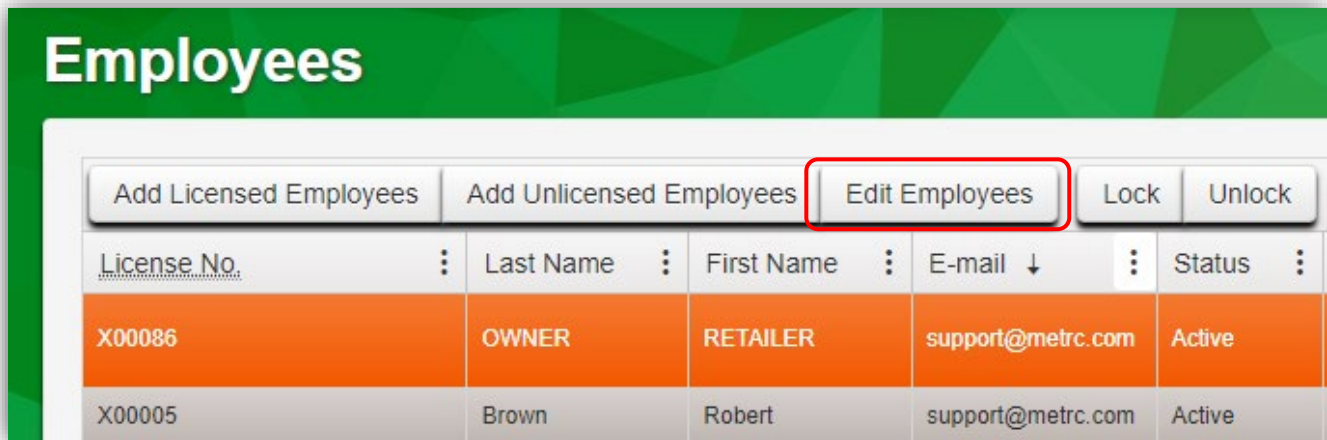 Employees
Add Licensed Employees Add Unlicensed Employees Edit Employees Lock Unlock
License No. Last Name First Name E-mail ↓ Status
X00086 OWNER RETAILER support@metrc.com Active
X00005 Brown Robert support@metrc.com Active